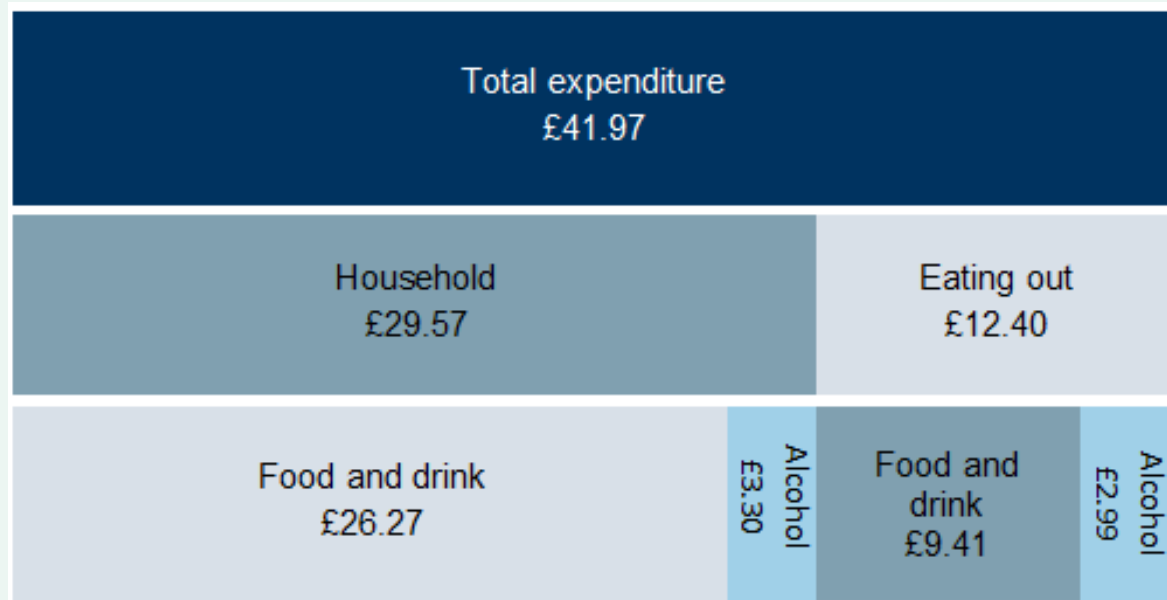 Total expenditure
£41.97
Household
£29.57
Eating out
£12.40
Food and drink
£26.27
Alcohol
£3.30
Food and
drink
£9.41
Alcohol
£2.99